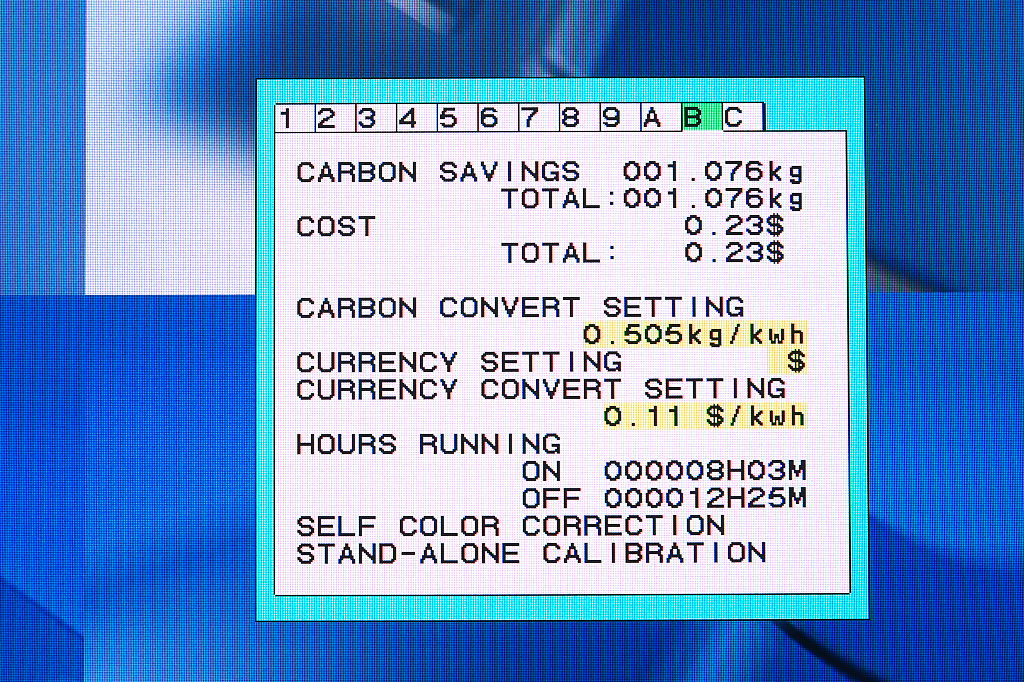 1 2 3 4 5 6 7 8 9 A B C
CARBON SAVINGS 001.076kg
TOTAL:001.076kg
COST 0.23$
TOTAL: 0.23$
CARBON CONVERT SETTING
0.505kg/kwh
CURRENCY SETTING $
CURRENCY CONVERT SETTING
0.11 $/kwh
HOURS RUNNING
ON 000008H03M
OFF 000012H25M
SELF COLOR CORRECTION
STAND-ALONE CALIBRATION